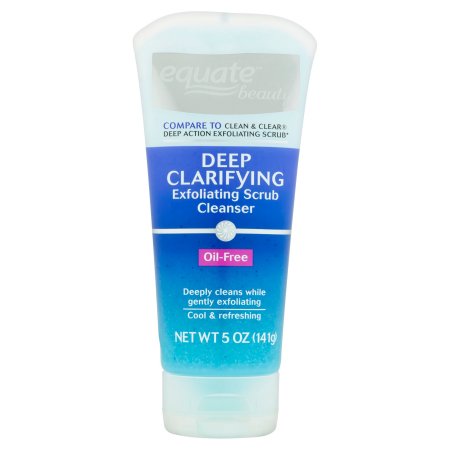 equate™
beauty
COMPARE TO CLEAN & CLEAR®
DEEP ACTION EXFOLIATING SCRUB*
DEEP
CLARIFYING
Exfoliating Scrub
Cleanser
Oil-Free
Deeply cleans while
gently exfoliating
Cool & refreshing
NET WT 5 OZ (141g)